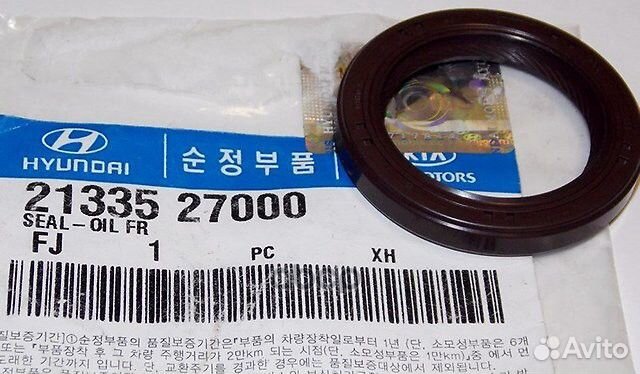 HYUNDAI 순정부품 KIA MOTORS
21335 27000
SEAL-OIL FR
FJ 1 PC XH
질보증기간]①순정부품의 품질보증기간은『부품의 차량장착일로부터 1년 (단, 소모성부품은 6개
또는『부품장착 후 그 차량 주행거리가 2만km 되는 시점(단, 소모성부품은 1만km)』중 에서 먼
도래한 기간까지 입니다. 단, 교환주기를 경과한 경우에는 품질보증대상에서 제외됩니다.
Avito